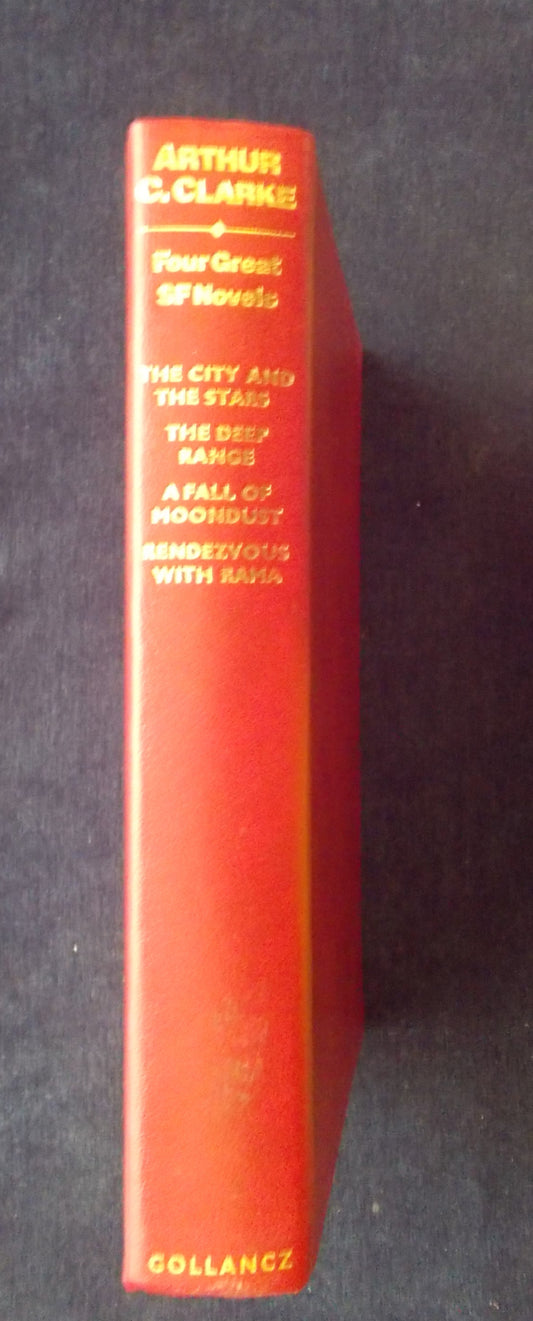 ARTHUR
C. CLARKE
Four Great
SF Novels
THE CITY AND
THE STARS
THE DEEP
RANGE
A FALL OF
MOONDUST
RENDEZVOUS
WITH RAMA
GOLLANCZ